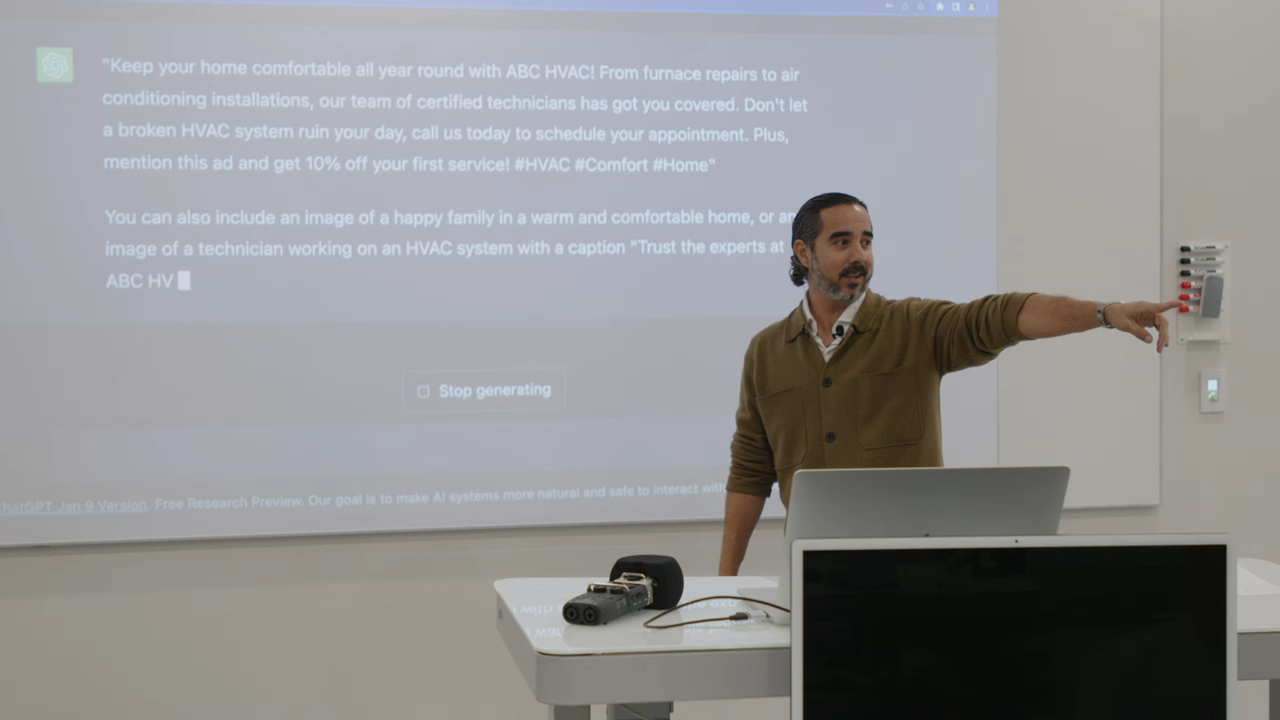 "Keep your home comfortable all year round with ABC HVAC! From furnace repairs to air
conditioning installations, our team of certified technicians has got you covered. Don't let
a broken HVAC system ruin your day, call us today to schedule your appointment. Plus,
mention this ad and get 10% off your first service! #HVAC #Comfort #Home"
You can also include an image of a happy family in a warm and comfortable home, or an
image of a technician working on an HVAC system with a caption "Trust the experts at
ABC HV
Stop generating
hatGPT Jan 9 Version. Free Research Preview. Our goal is to make AI systems more natural and safe to interact with